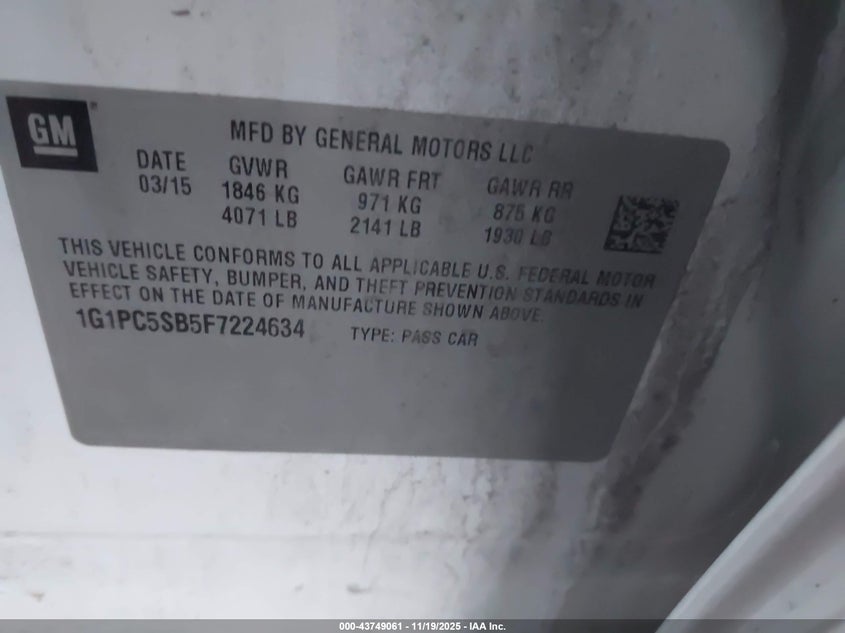 GM
MFD BY GENERAL MOTORS LLC
DATE GVWR GAWR FRT GAWR RR
03/15 1846 KG 971 KG 875 KG
4071 LB 2141 LB 1930 LB
THIS VEHICLE CONFORMS TO ALL APPLICABLE U.S. FEDERAL MOTOR
VEHICLE SAFETY, BUMPER, AND THEFT PREVENTION STANDARDS IN
EFFECT ON THE DATE OF MANUFACTURE SHOWN ABOVE.
1G1PC5SB5F7224634 TYPE: PASS CAR
000-43749061 - 11/19/2025 - IAA Inc.